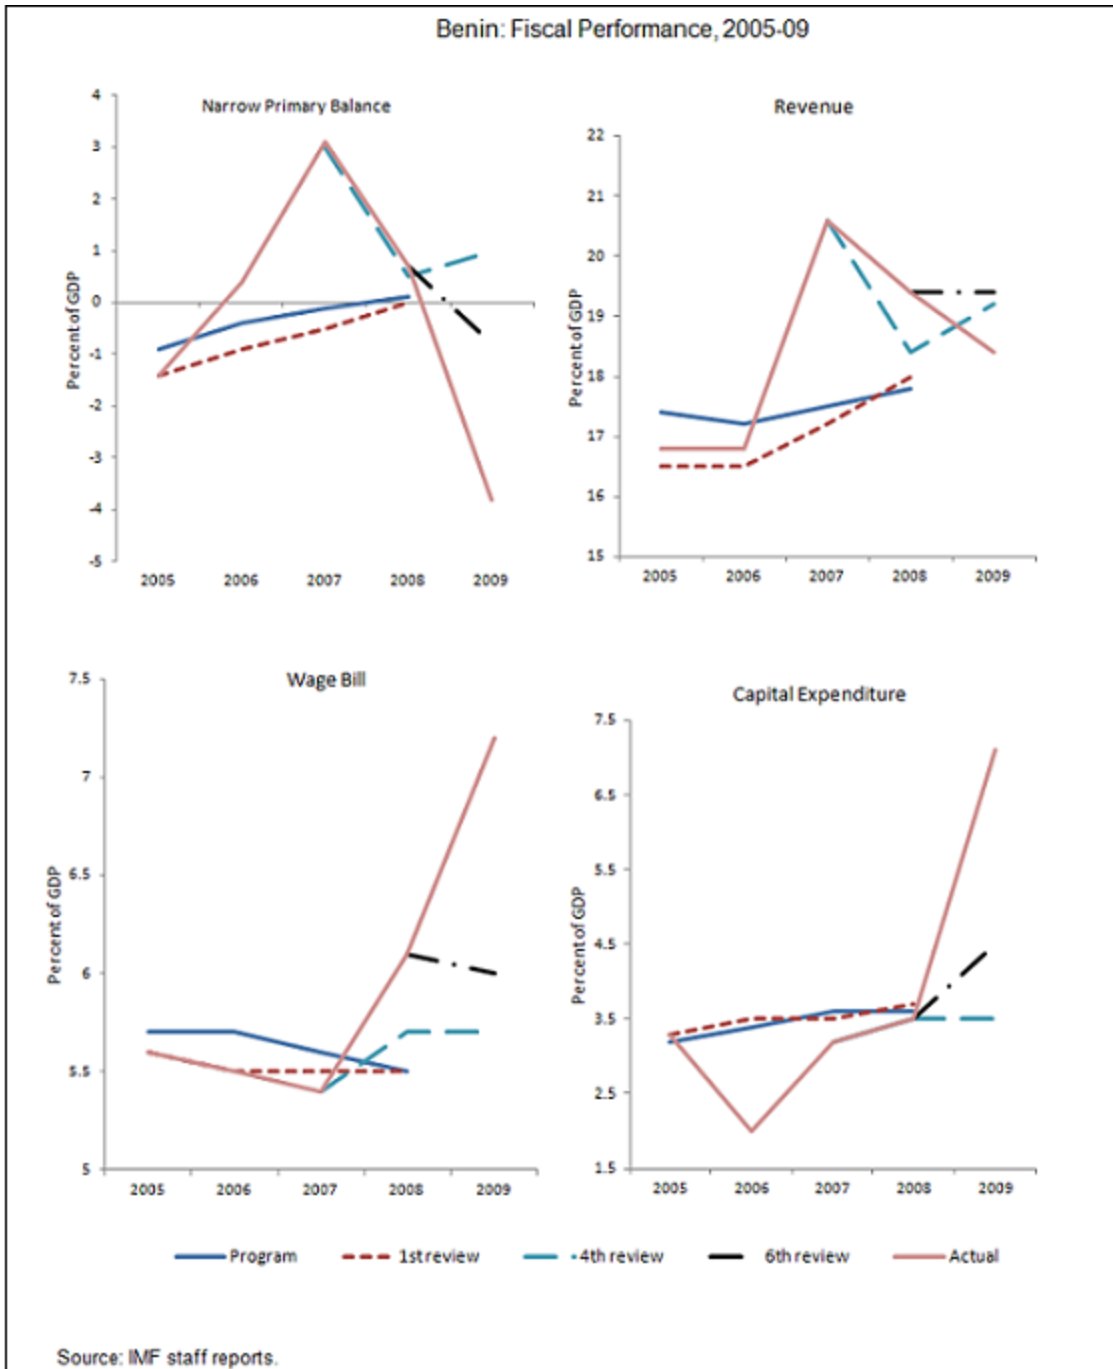 Benin: Fiscal Performance, 2005-09
Narrow Primary Balance
Percent of GDP
4
3
2
1
0
-1
-2
-3
-4
-5
2005 2006 2007 2008 2009
Revenue
Percent of GDP
22
21
20
19
18
17
16
15
2005 2006 2007 2008 2009
Wage Bill
Percent of GDP
7.5
7
6.5
6
5.5
5
2005 2006 2007 2008 2009
Capital Expenditure
Percent of GDP
7.5
6.5
5.5
4.5
3.5
2.5
1.5
2005 2006 2007 2008 2009
Program 1st review 4th review 6th review Actual
Source: IMF staff reports.